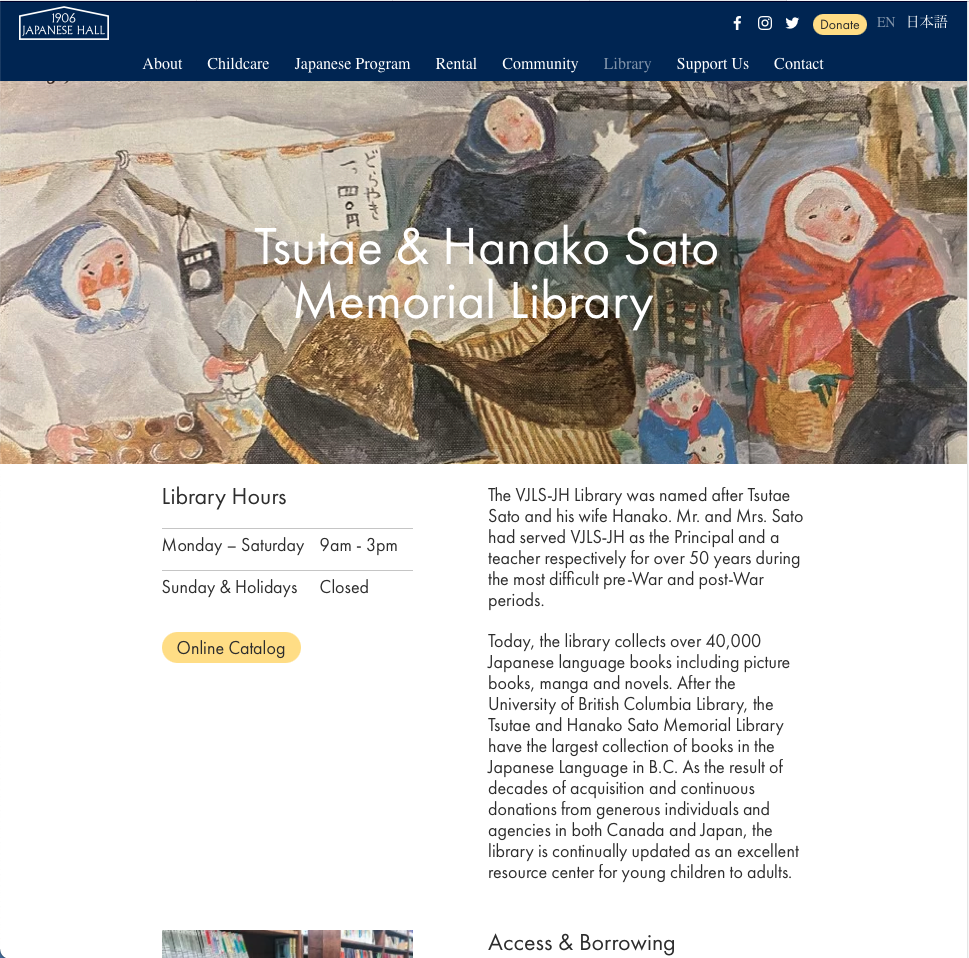 1906
JAPANESE HALL
Donate
EN
日本語
About
Childcare
Japanese Program
Rental
Community
Library
Support Us
Contact
どらやき
一つ四〇円
Tsutae & Hanako Sato
Memorial Library
Library Hours
Monday – Saturday 9am - 3pm
Sunday & Holidays Closed
Online Catalog
The VJLS-JH Library was named after Tsutae
Sato and his wife Hanako. Mr. and Mrs. Sato
had served VJLS-JH as the Principal and a
teacher respectively for over 50 years during
the most difficult pre-War and post-War
periods.
Today, the library collects over 40,000
Japanese language books including picture
books, manga and novels. After the
University of British Columbia Library, the
Tsutae and Hanako Sato Memorial Library
have the largest collection of books in the
Japanese Language in B.C. As the result of
decades of acquisition and continuous
donations from generous individuals and
agencies in both Canada and Japan, the
library is continually updated as an excellent
resource center for young children to adults.
Access & Borrowing